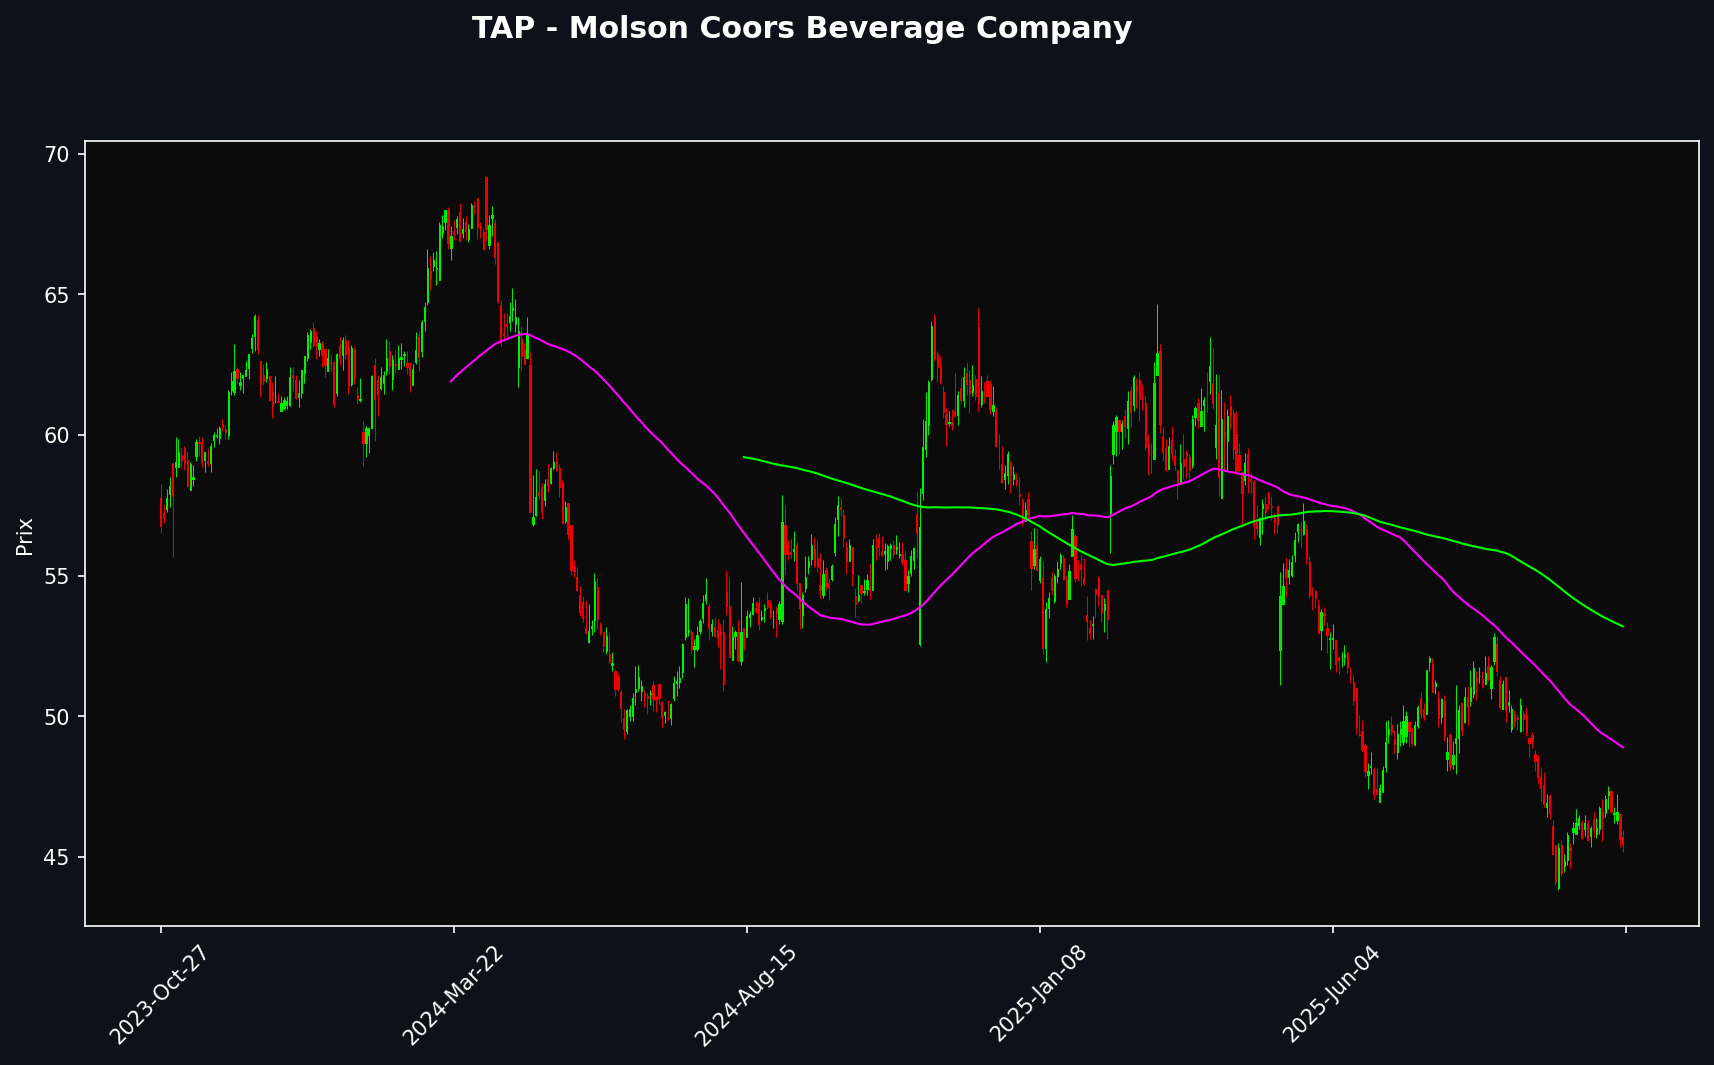 TAP - Molson Coors Beverage Company
Prix
70
65
60
55
50
45
2023-Oct-27
2024-Mar-22
2024-Aug-15
2025-Jan-08
2025-Jun-04